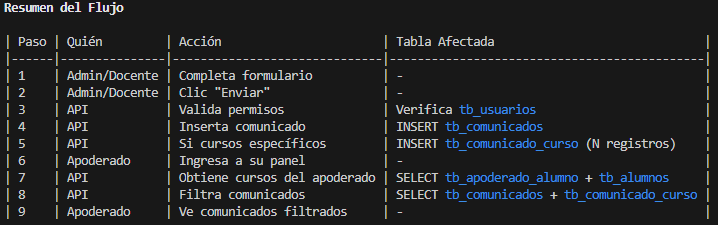 Resumen del Flujo
| Paso | Quién | Acción | Tabla Afectada |
|------|---------------|--------------------------|------------------------------------------|
| 1 | Admin/Docente | Completa formulario | - |
| 2 | Admin/Docente | Clic "Enviar" | - |
| 3 | API | Valida permisos | Verifica tb_usuarios |
| 4 | API | Inserta comunicado | INSERT tb_comunicados |
| 5 | API | Si cursos específicos | INSERT tb_comunicado_curso (N registros) |
| 6 | Apoderado | Ingresa a su panel | - |
| 7 | API | Obtiene cursos del apoderado | SELECT tb_apoderado_alumno + tb_alumnos |
| 8 | API | Filtra comunicados | SELECT tb_comunicados + tb_comunicado_curso |
| 9 | Apoderado | Ve comunicados filtrados | - |